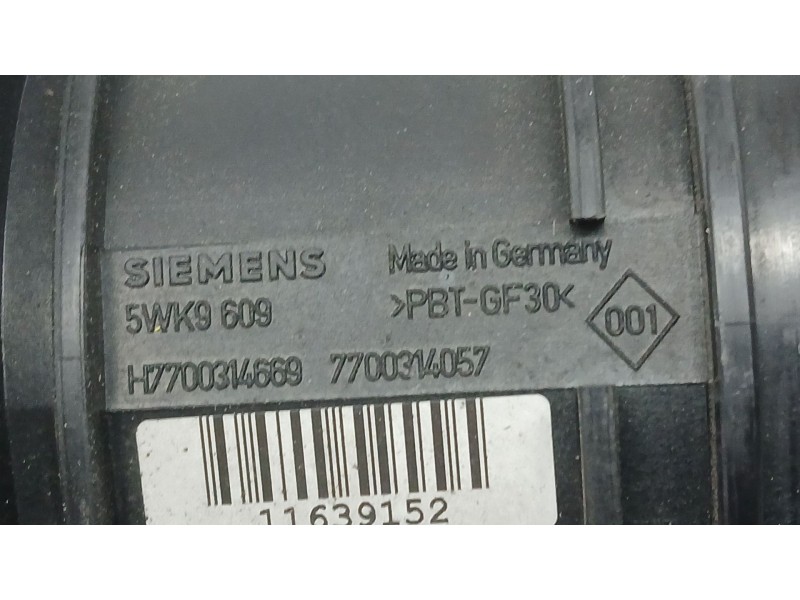 SIEMENS Made in Germany
5WK9 609 >PBT-GF30< 001
H7700314669 7700314057
11639152